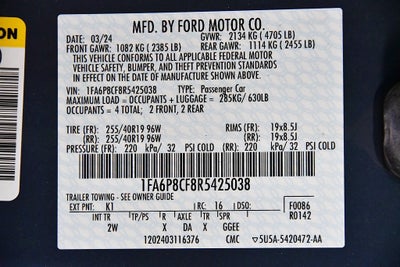 MFD. BY FORD MOTOR CO.
DATE: 03/24 GVWR: 2134 KG ( 4705 LB)
FRONT GAWR: 1082 KG ( 2385 LB) REAR GAWR: 1114 KG ( 2455 LB)
THIS VEHICLE CONFORMS TO ALL APPLICABLE FEDERAL MOTOR
VEHICLE SAFETY, BUMPER, AND THEFT PREVENTION STANDARDS
IN EFFECT ON THE DATE OF MANUFACTURE SHOWN ABOVE.
VIN: 1FA6P8CF8R5425038 TYPE: Passenger Car
MAXIMUM LOAD = OCCUPANTS + LUGGAGE = 285KG/ 630LB
OCCUPANTS = 4 TOTAL; 2 FRONT, 2 REAR
TIRE (FR): 255/40R19 96W RIMS (FR): 19x8.5J
TIRE (RR): 255/40R19 96W (RR): 19x8.5J
PRESSURE (FR): 220 kPa/ 32 PSI COLD (RR): 220 kPa/ 32 PSI COLD
1FA6P8CF8R5425038
TRAILER TOWING - SEE OWNER GUIDE
EXT PNT: K1 RC: 16 DSO: F0086
R0142
INT TR TP/PS R AXLE TR SPR
2W X D X HHHH
1202403116376 CMC 5U5A-5420472-AA